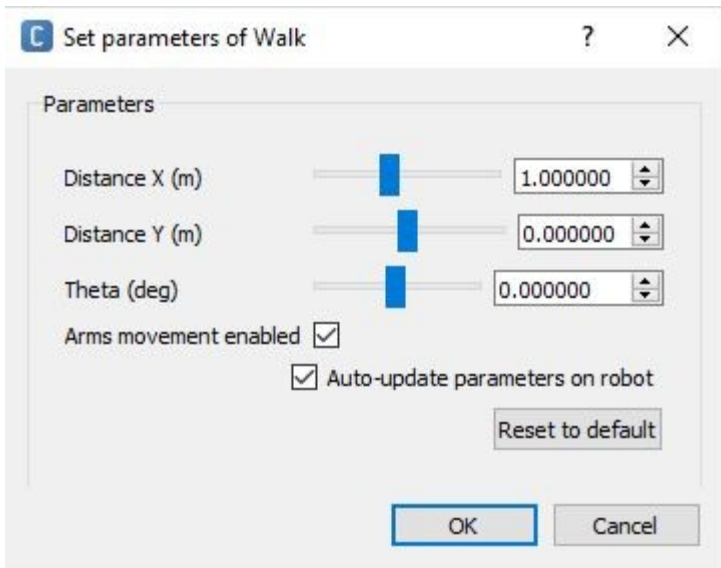 C Set parameters of Walk ? ×
Parameters
Distance X (m) 1.000000
Distance Y (m) 0.000000
Theta (deg) 0.000000
Arms movement enabled
Auto-update parameters on robot
Reset to default
OK Cancel